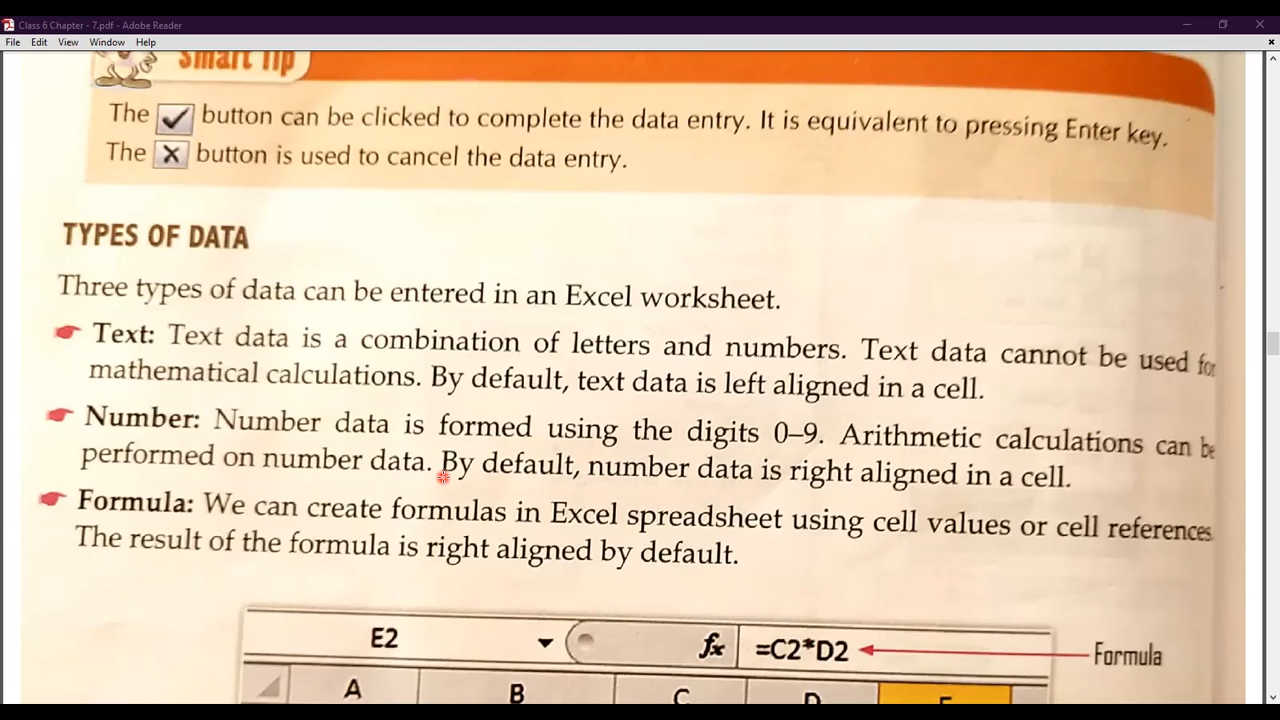 Class 6 Chapter - 7.pdf - Adobe Reader
File Edit View Window Help
Smart Tip
The ✓ button can be clicked to complete the data entry. It is equivalent to pressing Enter key.
The X button is used to cancel the data entry.
TYPES OF DATA
Three types of data can be entered in an Excel worksheet.
Text: Text data is a combination of letters and numbers. Text data cannot be used for
mathematical calculations. By default, text data is left aligned in a cell.
Number: Number data is formed using the digits 0–9. Arithmetic calculations can be
performed on number data. By default, number data is right aligned in a cell.
Formula: We can create formulas in Excel spreadsheet using cell values or cell references.
The result of the formula is right aligned by default.
E2 fx =C2*D2 Formula
A B C D E